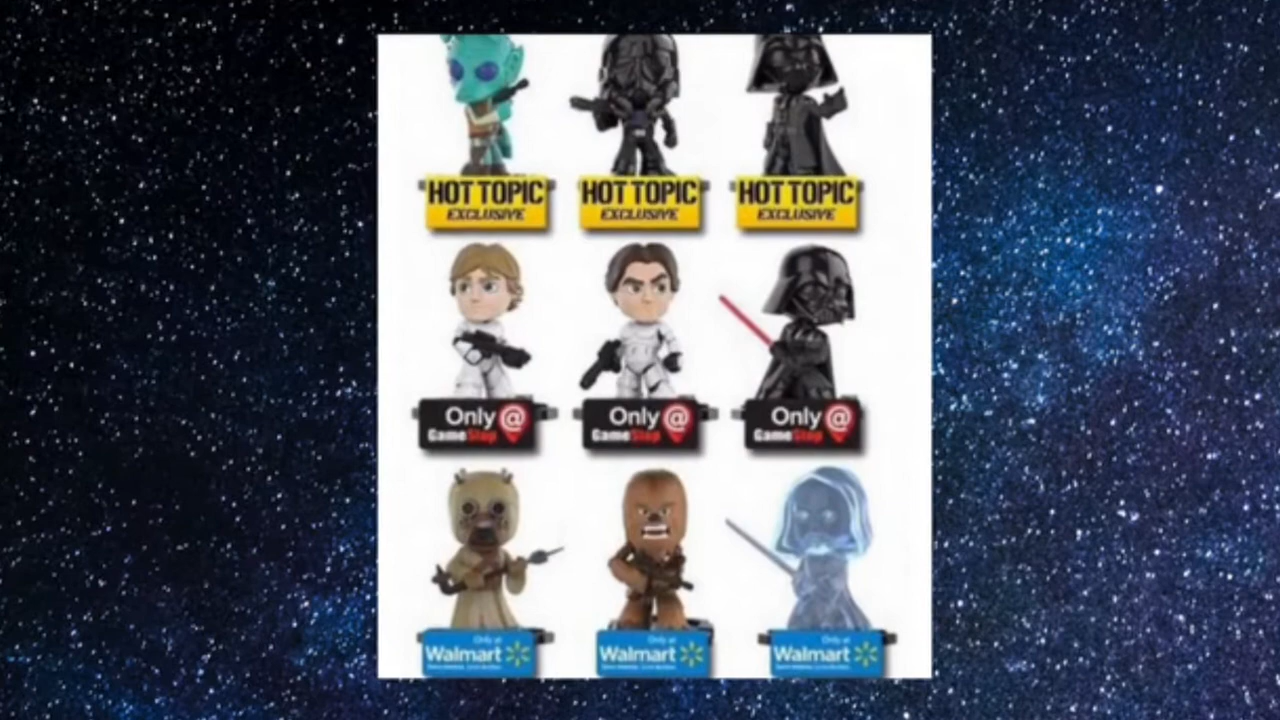 HOT TOPIC HOT TOPIC HOT TOPIC
EXCLUSIVE EXCLUSIVE EXCLUSIVE
Only @ Only @ Only @
GameStop GameStop GameStop
Only at Only at Only at
Walmart Walmart Walmart